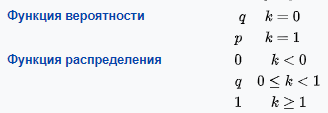 Функция вероятности q k = 0
p k = 1
Функция распределения 0 k < 0
q 0 ≤ k < 1
1 k ≥ 1